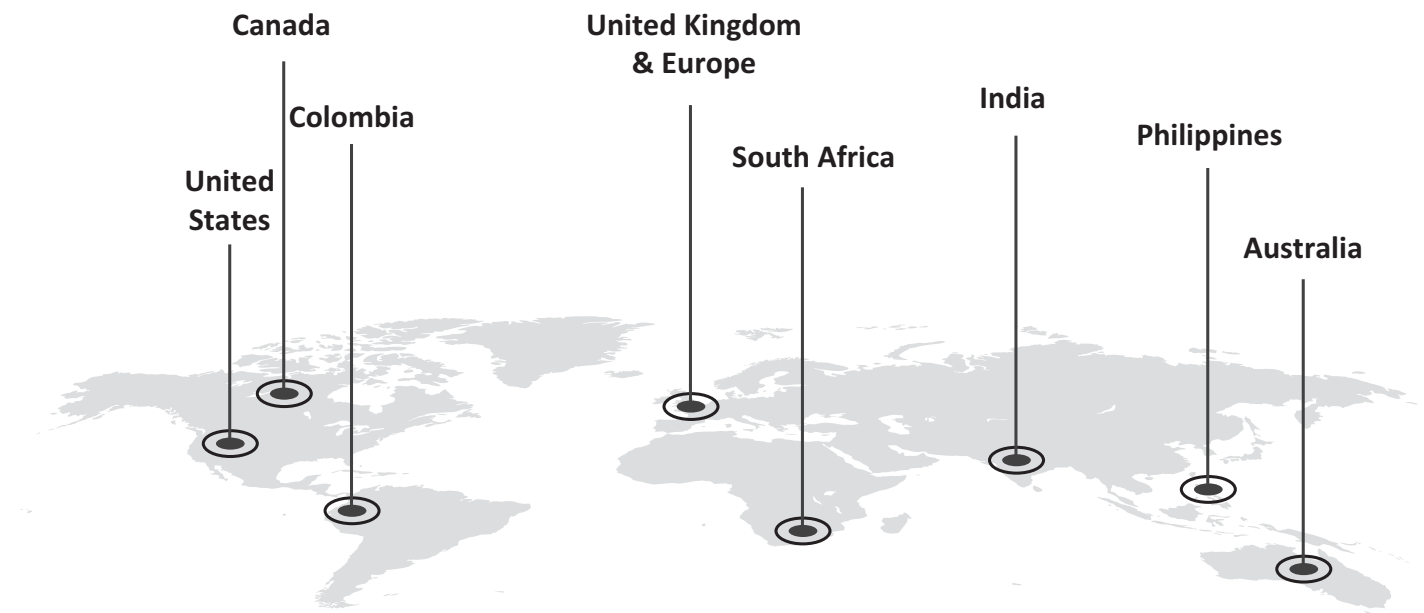 Canada
Colombia
United
States
United Kingdom
& Europe
South Africa
India
Philippines
Australia